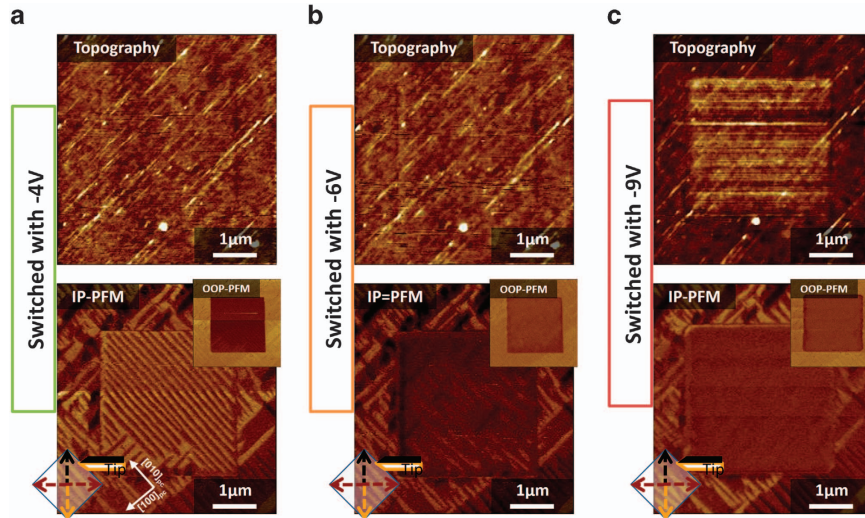 a
Topography
1µm
Switched with -4V
IP-PFM
OOP-PFM
Tip
[010]pc
[100]pc
1µm
b
Topography
1µm
Switched with -6V
IP=PFM
OOP-PFM
Tip
1µm
c
Topography
1µm
Switched with -9V
IP-PFM
OOP-PFM
Tip
1µm